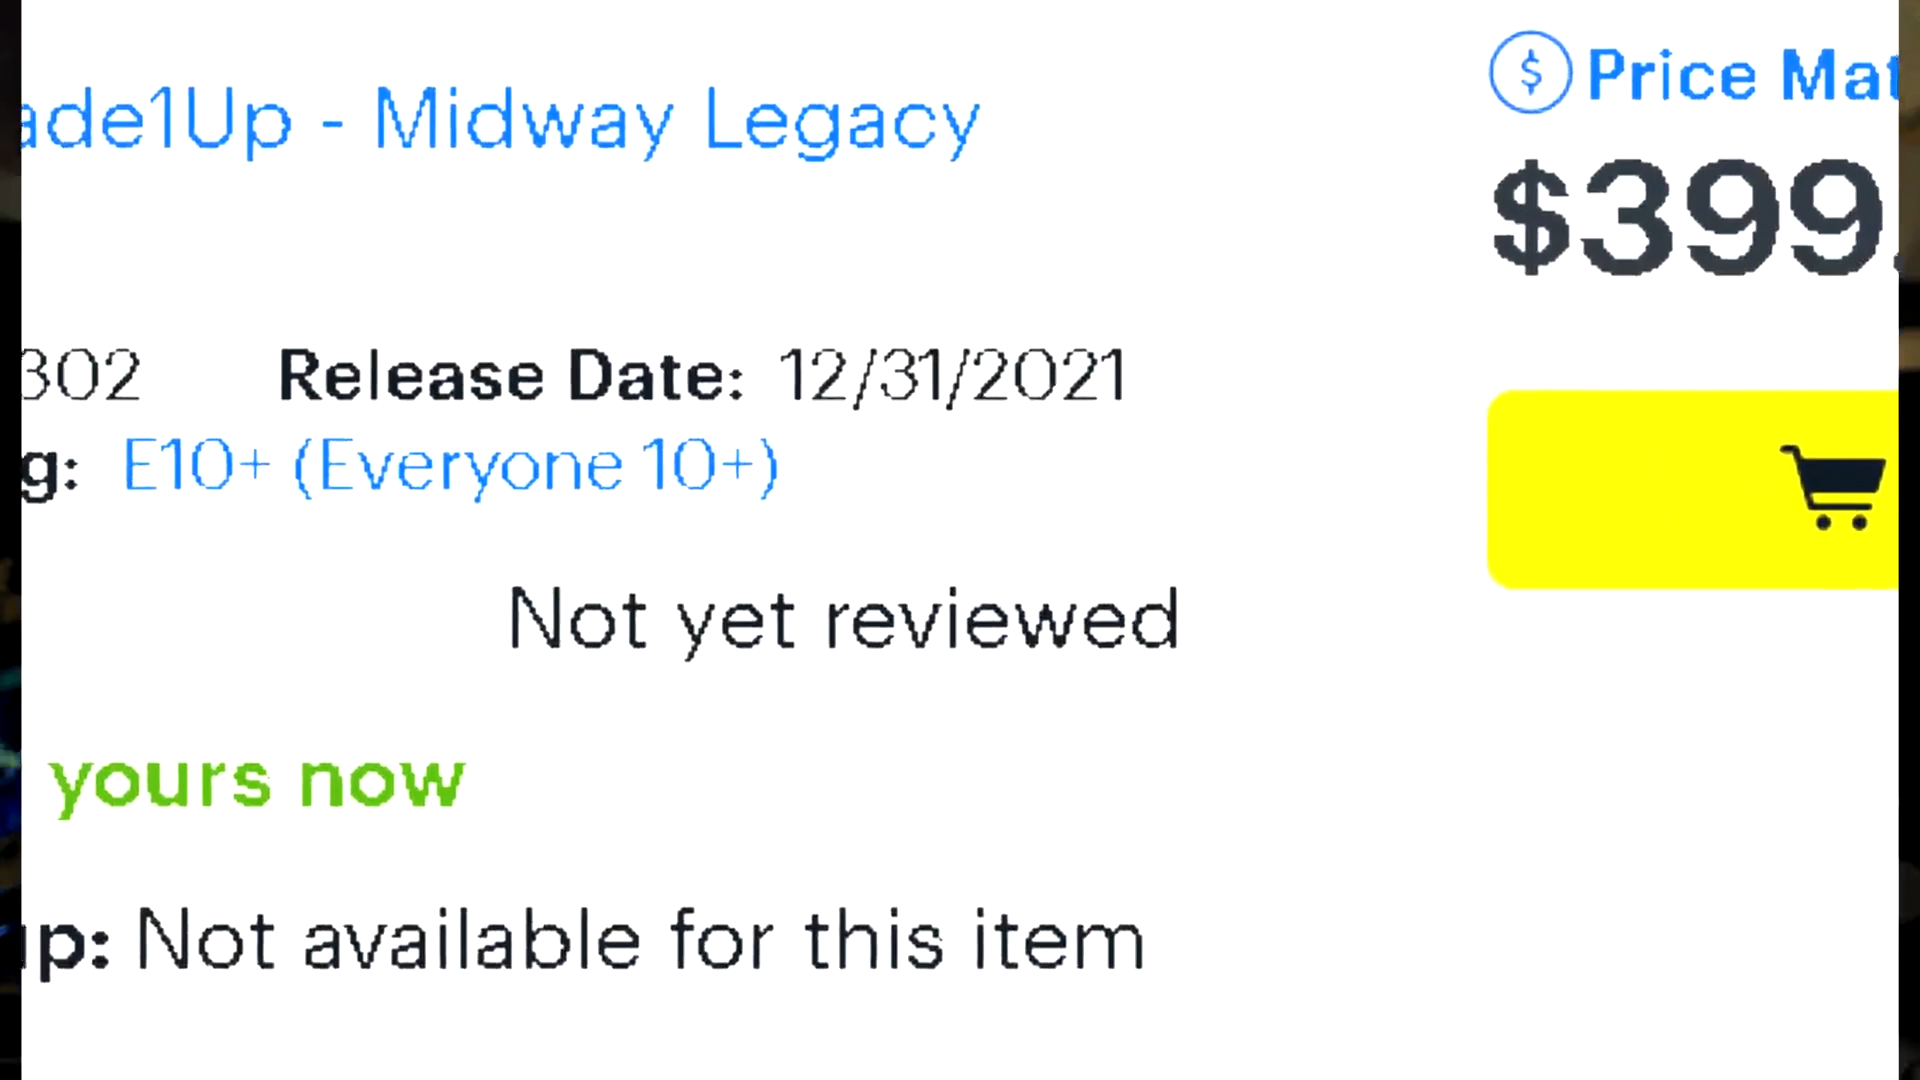 ade1Up - Midway Legacy
$ Price Mat
$399.
302 Release Date: 12/31/2021
g: E10+ (Everyone 10+)
Not yet reviewed
yours now
up: Not available for this item